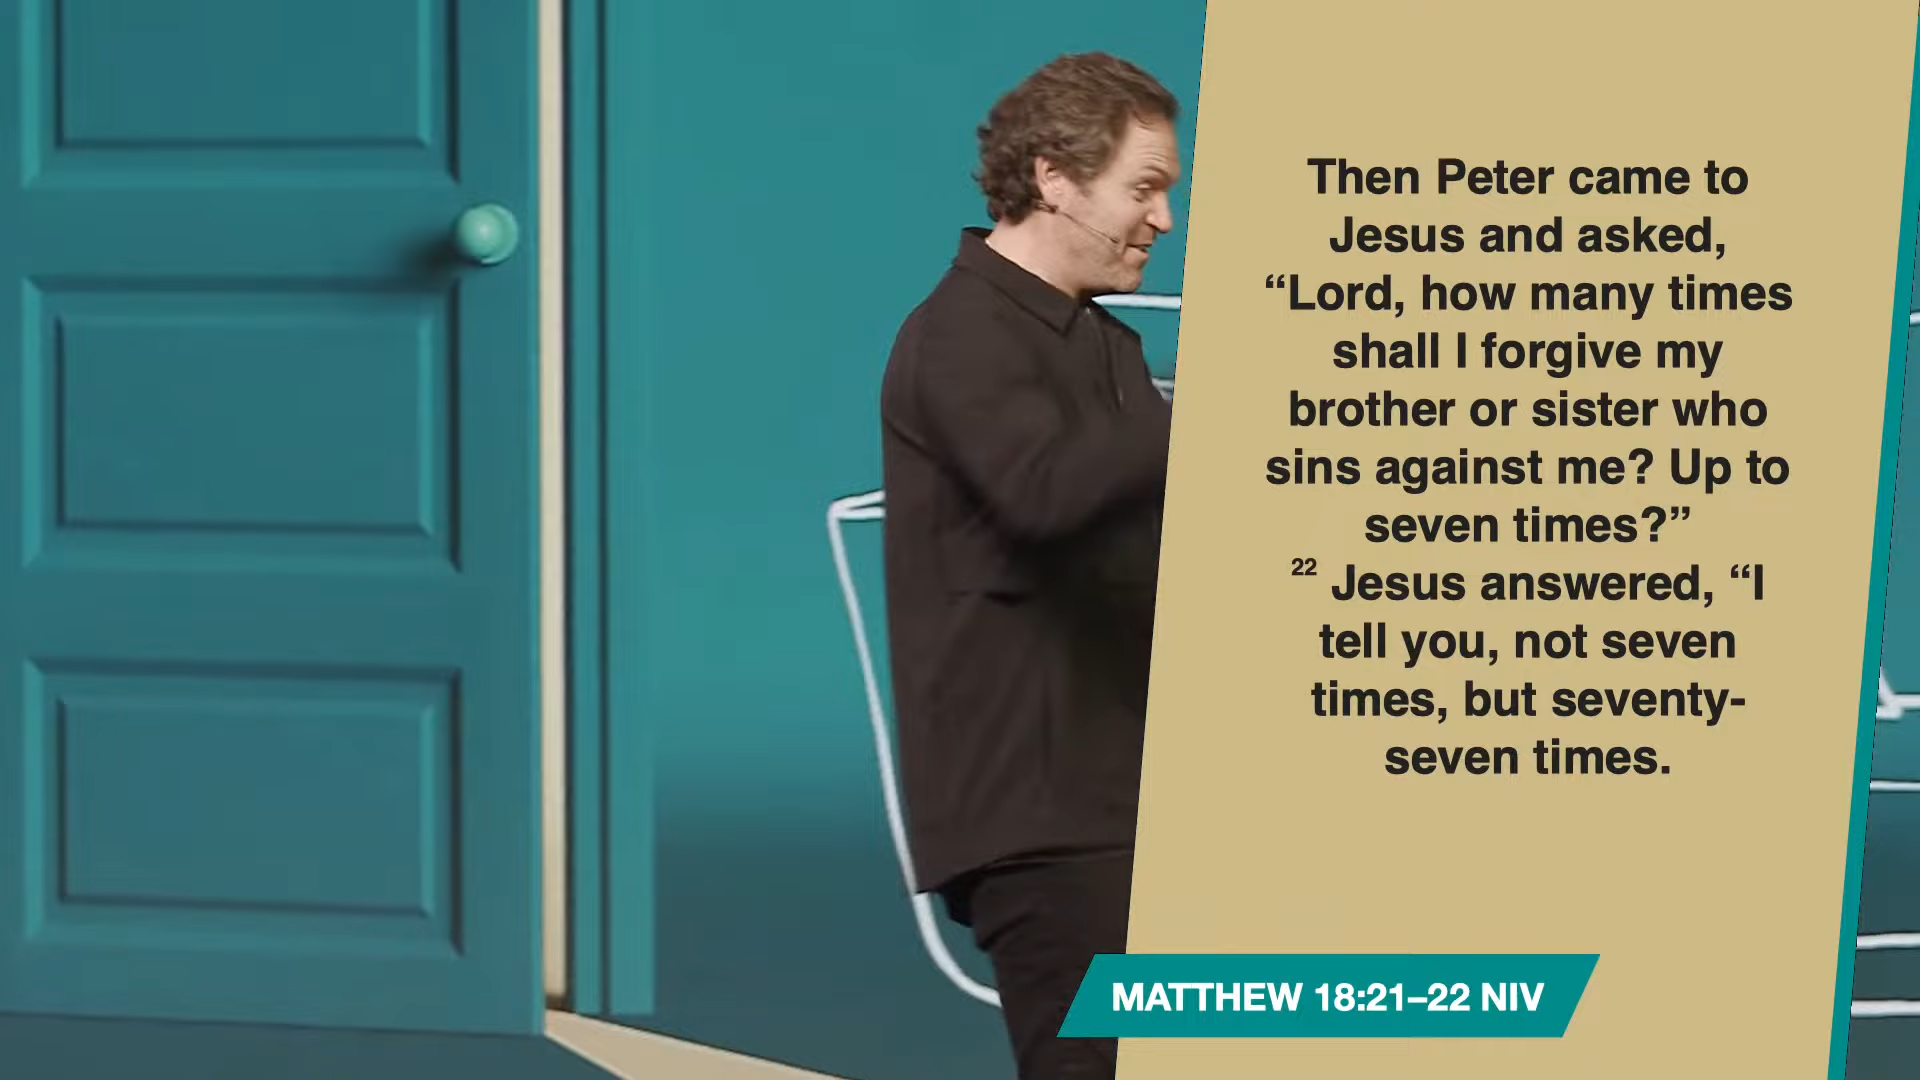 Then Peter came to
Jesus and asked,
“Lord, how many times
shall I forgive my
brother or sister who
sins against me? Up to
seven times?”
22 Jesus answered, “I
tell you, not seven
times, but seventy-
seven times.
MATTHEW 18:21–22 NIV